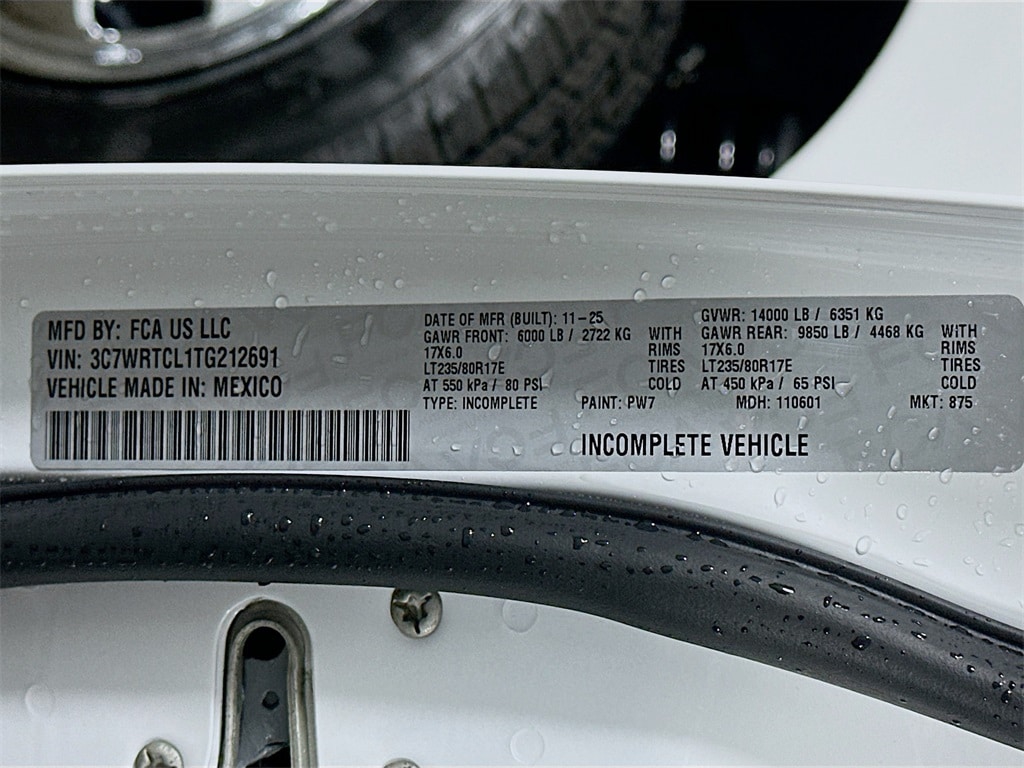 MFD BY: FCA US LLC
VIN: 3C7WRTCL1TG212691
VEHICLE MADE IN: MEXICO
DATE OF MFR (BUILT): 11-25
GAWR FRONT: 6000 LB / 2722 KG WITH
17X6.0 RIMS
LT235/80R17E TIRES
AT 550 kPa / 80 PSI COLD
GVWR: 14000 LB / 6351 KG
GAWR REAR: 9850 LB / 4468 KG WITH
17X6.0 RIMS
LT235/80R17E TIRES
AT 450 kPa / 65 PSI COLD
TYPE: INCOMPLETE PAINT: PW7 MDH: 110601 MKT: 875
INCOMPLETE VEHICLE